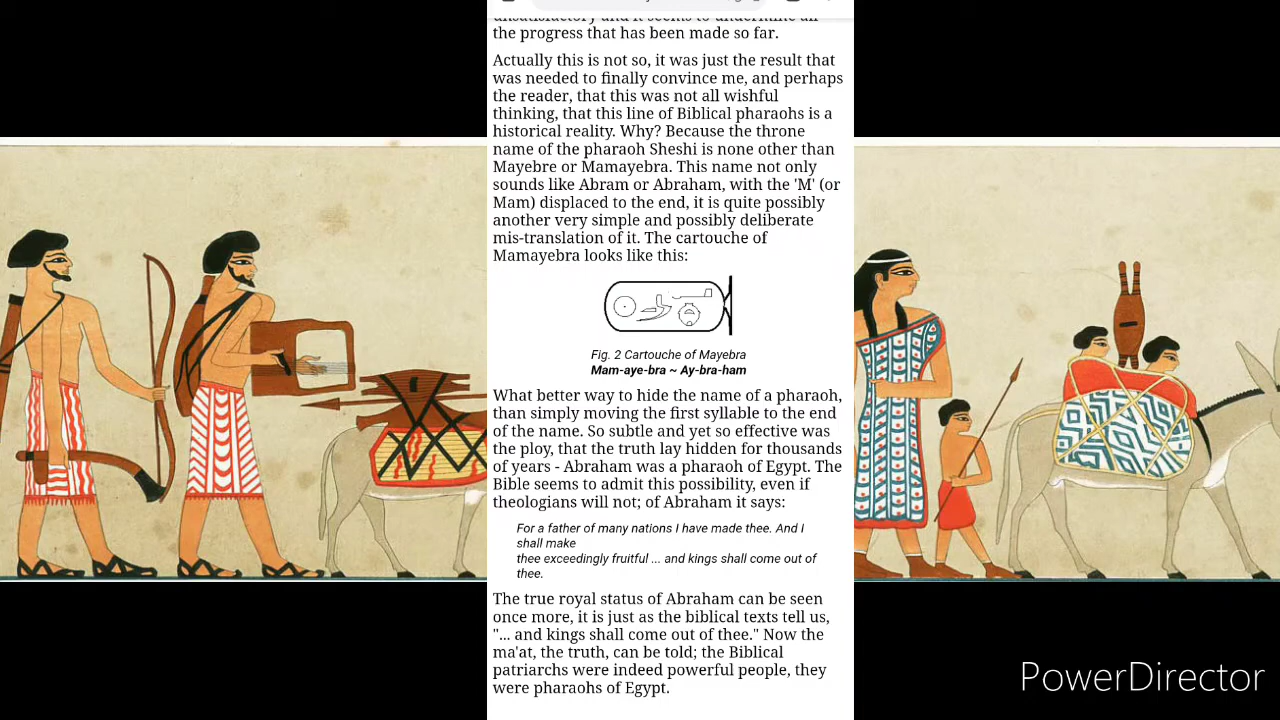 the progress that has been made so far.
Actually this is not so, it was just the result that
was needed to finally convince me, and perhaps
the reader, that this was not all wishful
thinking, that this line of Biblical pharaohs is a
historical reality. Why? Because the throne
name of the pharaoh Sheshi is none other than
Mayebre or Mamayebra. This name not only
sounds like Abram or Abraham, with the 'M' (or
Mam) displaced to the end, it is quite possibly
another very simple and possibly deliberate
mis-translation of it. The cartouche of
Mamayebra looks like this:
Fig. 2 Cartouche of Mayebra
Mam-aye-bra ~ Ay-bra-ham
What better way to hide the name of a pharaoh,
than simply moving the first syllable to the end
of the name. So subtle and yet so effective was
the ploy, that the truth lay hidden for thousands
of years - Abraham was a pharaoh of Egypt. The
Bible seems to admit this possibility, even if
theologians will not; of Abraham it says:
For a father of many nations I have made thee. And I
shall make
thee exceedingly fruitful ... and kings shall come out of
thee.
The true royal status of Abraham can be seen
once more, it is just as the biblical texts tell us,
"... and kings shall come out of thee." Now the
ma'at, the truth, can be told; the Biblical
patriarchs were indeed powerful people, they
were pharaohs of Egypt.
PowerDirector